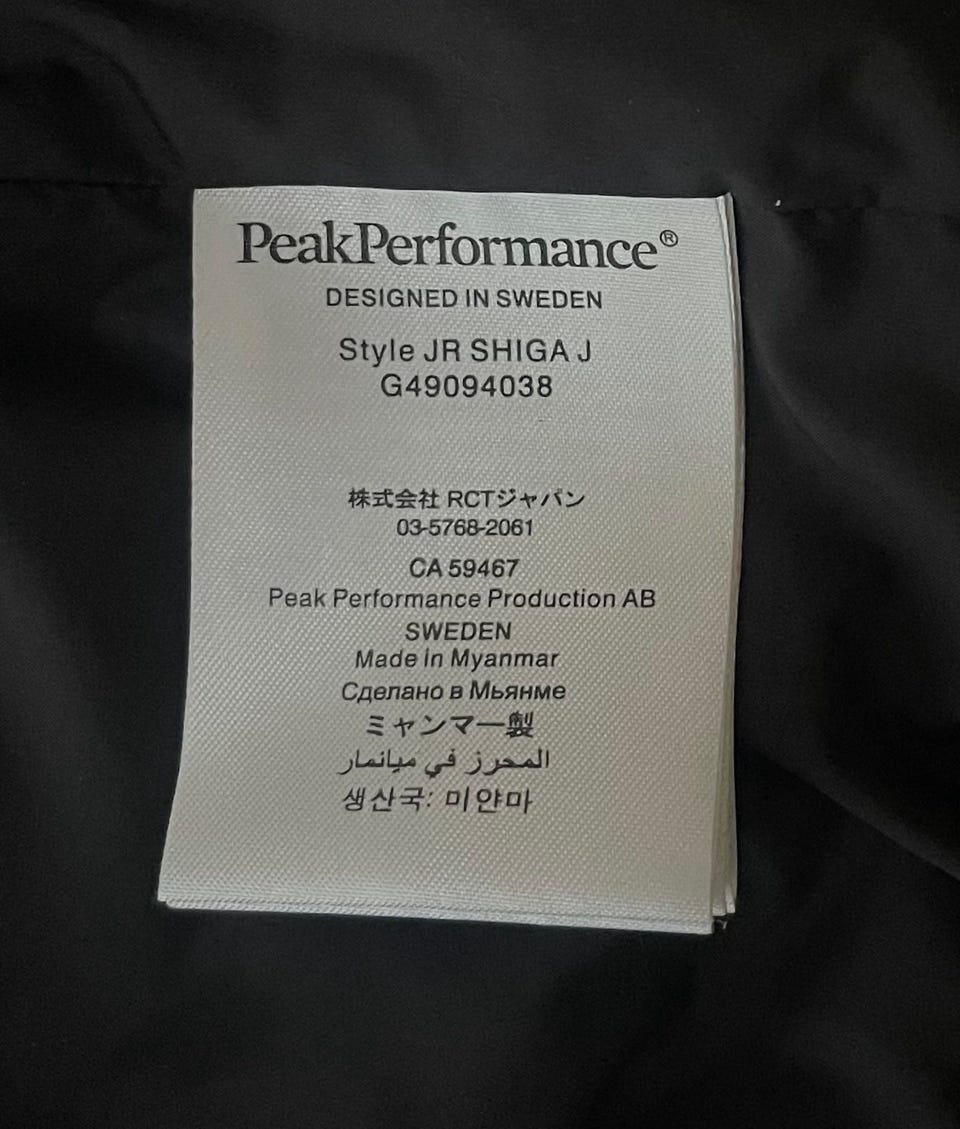 PeakPerformance®
DESIGNED IN SWEDEN
Style JR SHIGA J
G49094038
株式会社 RCTジャパン
03-5768-2061
CA 59467
Peak Performance Production AB
SWEDEN
Made in Myanmar
Сделано в Мьянме
ミャンマー製
المحرز في ميانمار
생산국: 미얀마